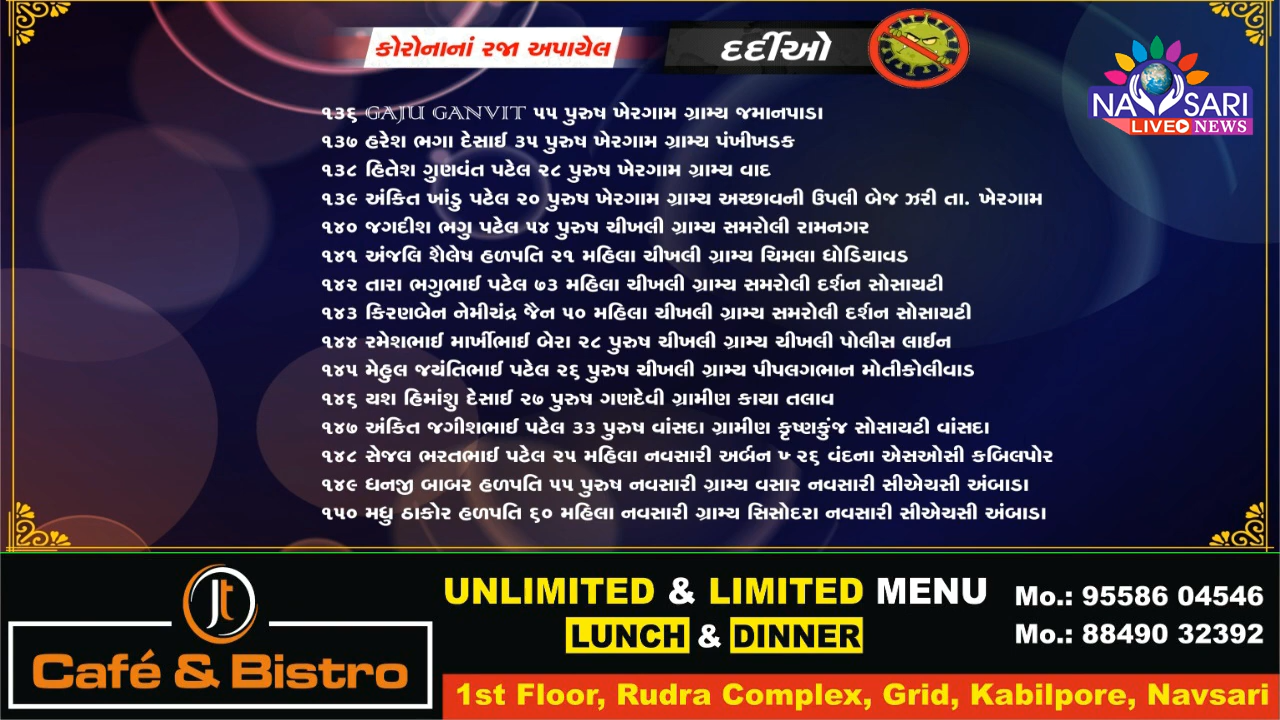 કોરોનાનાં રજા અપાયેલ દર્દીઓ
NAVSARI
LIVE NEWS
૧૩૬ GAJU GANVIT ૫૫ પુરુષ ખેરગામ ગ્રામ્ય જમાનપાડા
૧૩૭ હરેશ ભગા દેસાઈ ૩૫ પુરુષ ખેરગામ ગ્રામ્ય પંખીખડક
૧૩૮ હિતેશ ગુણવંત પટેલ ૨૮ પુરુષ ખેરગામ ગ્રામ્ય વાદ
૧૩૯ અંકિત ખાંડુ પટેલ ૨૦ પુરુષ ખેરગામ ગ્રામ્ય અચ્છાવની ઉપલી બેજ ઝરી તા. ખેરગામ
૧૪૦ જગદીશ ભગુ પટેલ ૫૪ પુરુષ ચીખલી ગ્રામ્ય સમરોલી રામનગર
૧૪૧ અંજલિ શૈલેષ હળપતિ ૨૧ મહિલા ચીખલી ગ્રામ્ય ચિમલા ધોડિયાવડ
૧૪૨ તારા ભગુભાઈ પટેલ ૭૩ મહિલા ચીખલી ગ્રામ્ય સમરોલી દર્શન સોસાયટી
૧૪૩ કિરણબેન નેમીચંદ્ર જૈન ૫૦ મહિલા ચીખલી ગ્રામ્ય સમરોલી દર્શન સોસાયટી
૧૪૪ રમેશભાઈ માર્ખીભાઈ બેરા ૨૮ પુરુષ ચીખલી ગ્રામ્ય ચીખલી પોલીસ લાઈન
૧૪૫ મેહુલ જયંતિભાઈ પટેલ ૨૬ પુરુષ ચીખલી ગ્રામ્ય પીપલગભાન મોતીકોલીવાડ
૧૪૬ યશ હિમાંશુ દેસાઈ ૨૭ પુરુષ ગણદેવી ગ્રામીણ કાયા તલાવ
૧૪૭ અંકિત જગીશભાઈ પટેલ ૩૩ પુરુષ વાંસદા ગ્રામીણ કૃષ્ણકુંજ સોસાયટી વાંસદા
૧૪૮ સેજલ ભરતભાઈ પટેલ ૨૫ મહિલા નવસારી અર્બન ૨૬ વંદના એસઓસી કબિલપોર
૧૪૯ ધનજી બાબર હળપતિ ૫૫ પુરુષ નવસારી ગ્રામ્ય વસાર નવસારી સીએચસી અંબાડા
૧૫૦ મધુ ઠાકોર હળપતિ ૬૦ મહિલા નવસારી ગ્રામ્ય સિસોદરા નવસારી સીએચસી અંબાડા
Jt
Café & Bistro
UNLIMITED & LIMITED MENU
LUNCH & DINNER
Mo.: 95586 04546
Mo.: 88490 32392
1st Floor, Rudra Complex, Grid, Kabilpore, Navsari